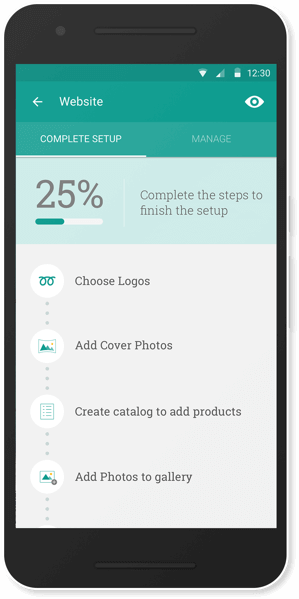 12:30
Website
COMPLETE SETUP MANAGE
25%
Complete the steps to
finish the setup
Choose Logos
Add Cover Photos
Create catalog to add products
Add Photos to gallery